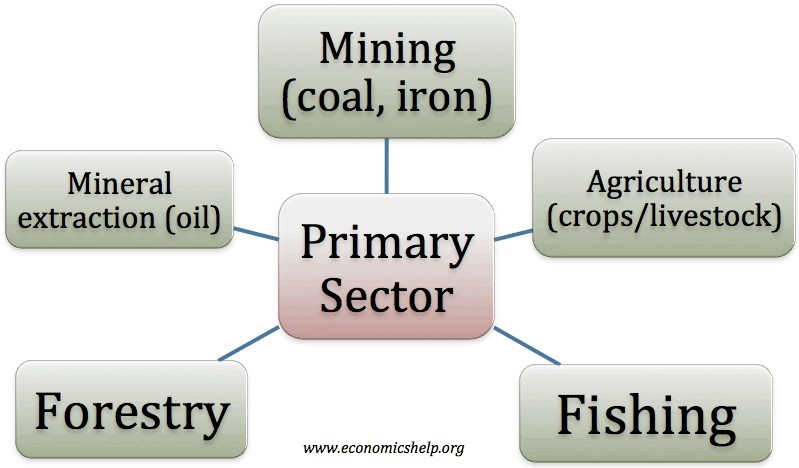 Mining
(coal, iron)
Mineral
extraction (oil)
Agriculture
(crops/livestock)
Primary
Sector
Forestry
Fishing
www.economicshelp.org